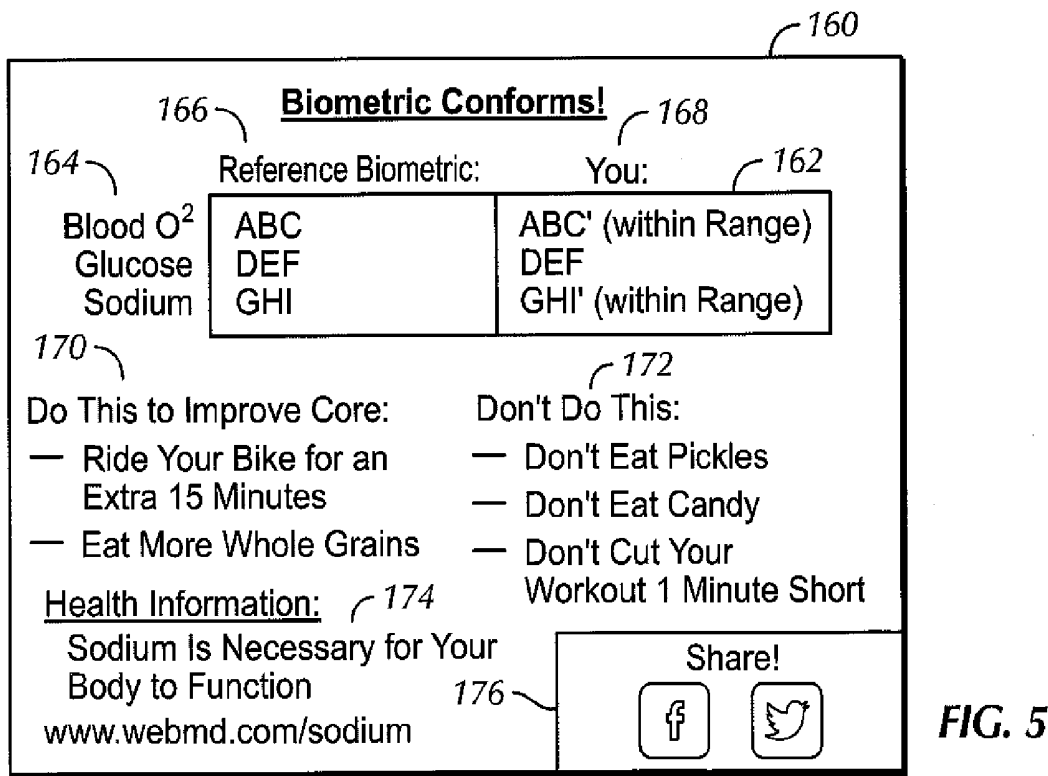 160
Biometric Conforms!
166
168
164
Reference Biometric:
You:
162
Blood O² ABC ABC' (within Range)
Glucose DEF DEF
Sodium GHI GHI' (within Range)
170
172
Do This to Improve Core:
— Ride Your Bike for an
Extra 15 Minutes
— Eat More Whole Grains
Don't Do This:
— Don't Eat Pickles
— Don't Eat Candy
— Don't Cut Your
Workout 1 Minute Short
Health Information:
174
Sodium Is Necessary for Your
Body to Function
www.webmd.com/sodium
176
Share!
f
FIG. 5